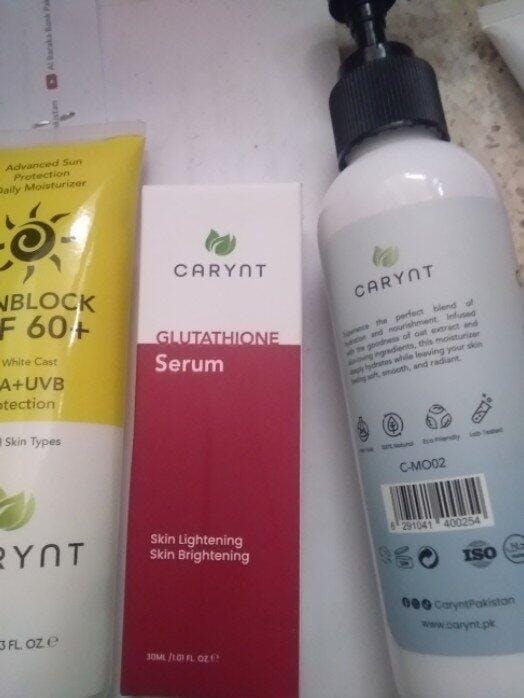 Al Baraka Bank Pak
Advanced Sun
Protection
Daily Moisturizer
NBLOCK
F 60+
White Cast
A+UVB
otection
l Skin Types
RYNT
3 FL. OZ. ℮
CARYNT
GLUTATHIONE
Serum
Skin Lightening
Skin Brightening
30ML /1.01 FL. OZ ℮
CARYNT
Experience the perfect blend of
hydration and nourishment. Infused
with the goodness of oat extract and
ingredients, this moisturizer
deeply hydrates while leaving your skin
feeling soft, smooth, and radiant.
100% Natural
Eco Friendly
Lab Tested
C-MO02
6 291041 400254
ISO
CaryntPakistan
www.carynt.pk